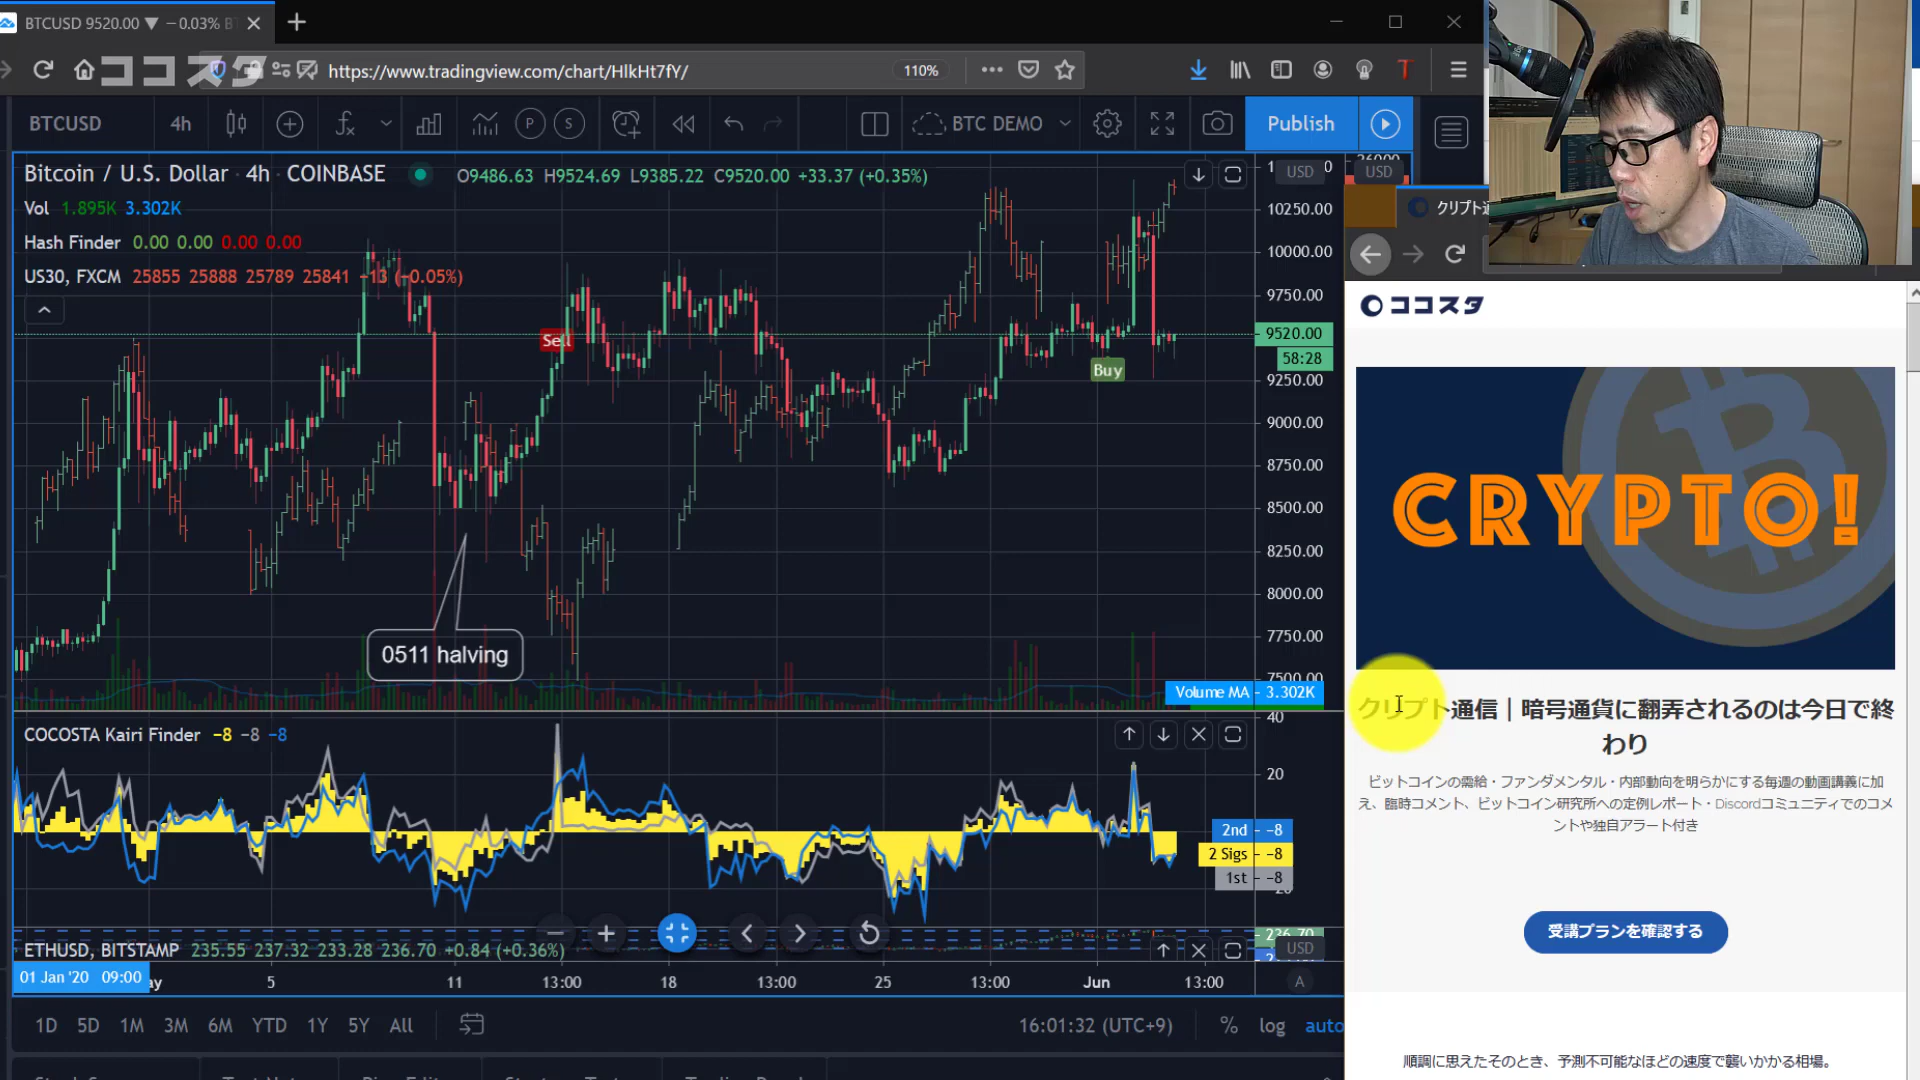 BTCUSD 9520.00 ▼ −0.03%
ココスタ
https://www.tradingview.com/chart/HlkHt7fY/
110%
BTCUSD
4h
P
S
BTC DEMO
Publish
Bitcoin / U.S. Dollar 4h COINBASE
O9486.63 H9524.69 L9385.22 C9520.00 +33.37 (+0.35%)
Vol 1.895K 3.302K
Hash Finder 0.00 0.00 0.00 0.00
US30, FXCM 25855 25888 25789 25841 −13 (−0.05%)
USD
USD
10250.00
10000.00
9750.00
9520.00
58:28
9250.00
9000.00
8750.00
8500.00
8250.00
8000.00
7750.00
7500.00
Sell
Buy
0511 halving
Volume MA 3.302K
COCOSTA Kairi Finder −8 −8 −8
40
20
2nd −8
2 Sigs −8
1st −8
ETHUSD, BITSTAMP 235.55 237.32 233.28 236.70 +0.84 (+0.36%)
236.70
USD
01 Jan '20 09:00
5
11
13:00
18
13:00
25
13:00
Jun
13:00
A
1D 5D 1M 3M 6M YTD 1Y 5Y All
16:01:32 (UTC+9)
% log auto
クリプト通
ココスタ
CRYPTO!
クリプト通信｜暗号通貨に翻弄されるのは今日で終
わり
ビットコインの需給・ファンダメンタル・内部動向を明らかにする毎週の動画講義に加
え、臨時コメント、ビットコイン研究所への定例レポート・Discordコミュニティでのコメ
ントや独自アラート付き
受講プランを確認する
順調に思えたそのとき、予測不可能なほどの速度で襲いかかる相場。